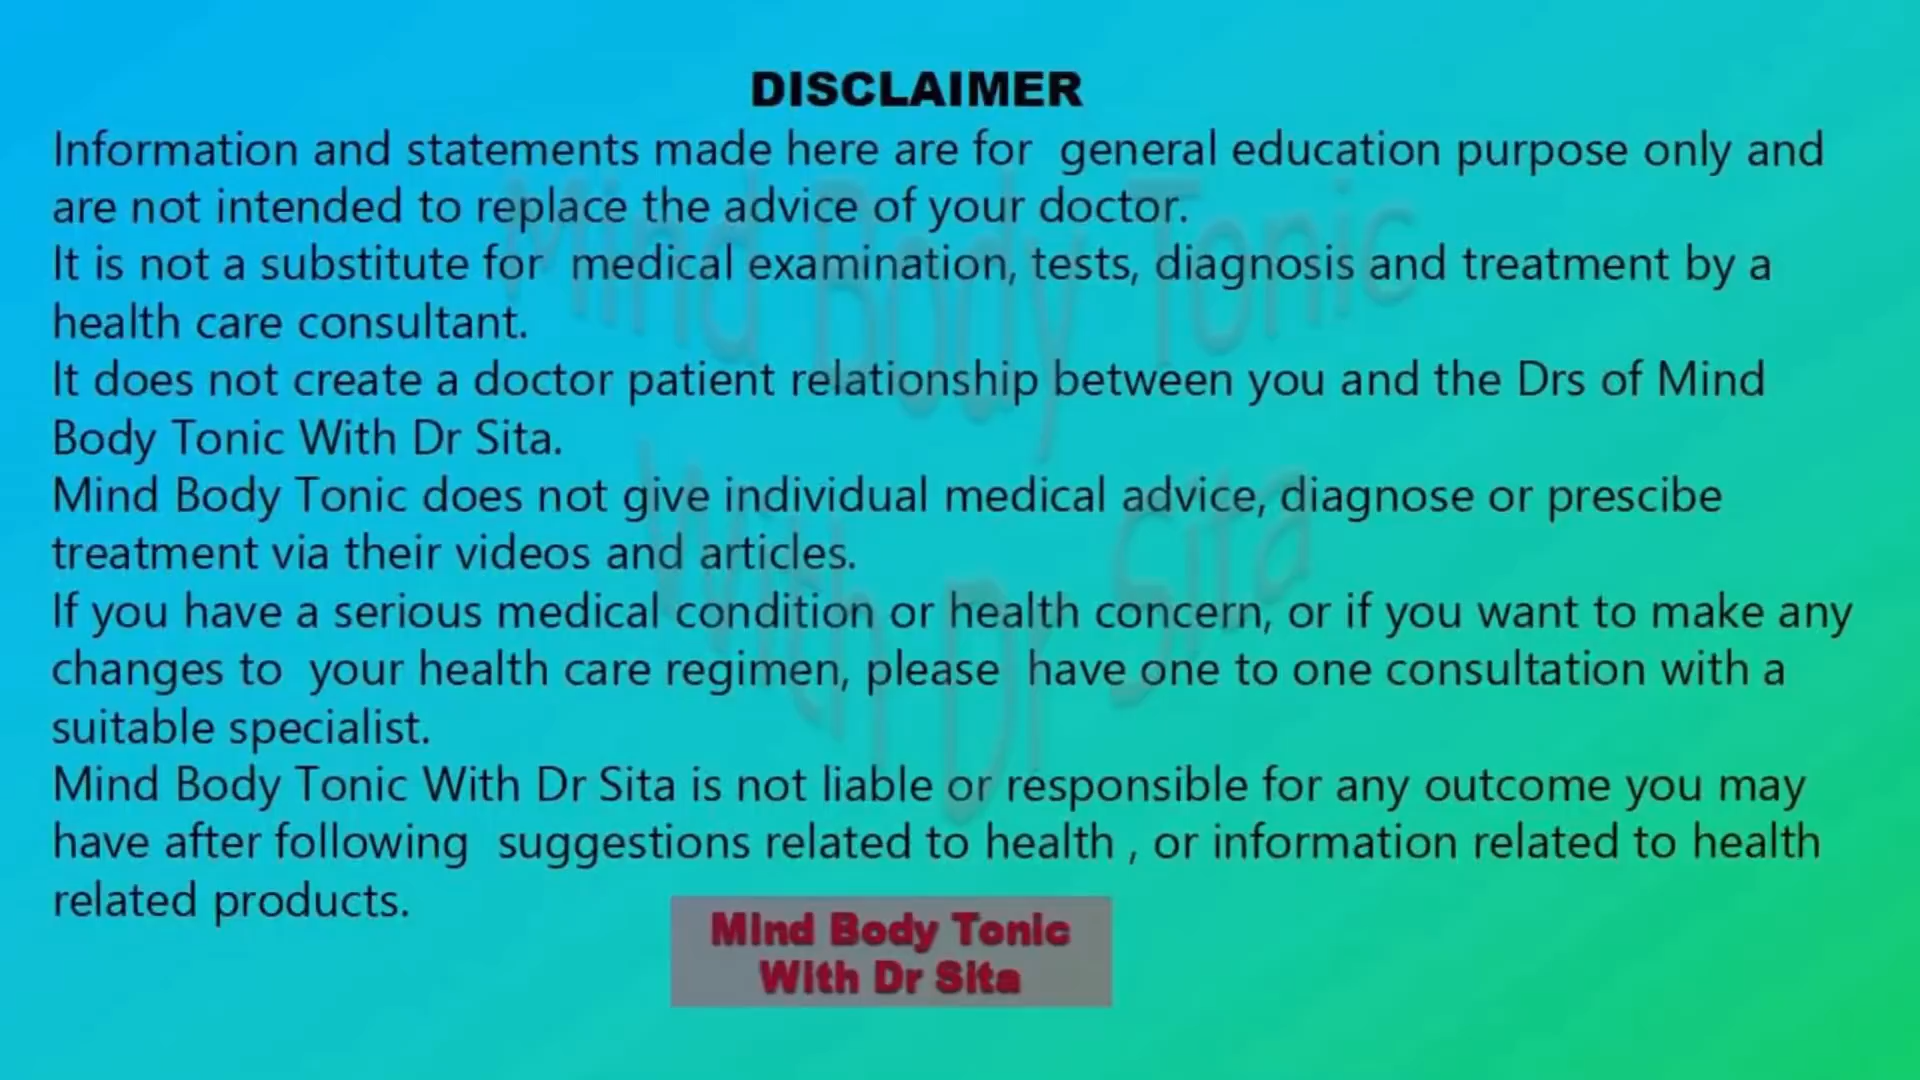 DISCLAIMER
Information and statements made here are for general education purpose only and
are not intended to replace the advice of your doctor.
It is not a substitute for medical examination, tests, diagnosis and treatment by a
health care consultant.
It does not create a doctor patient relationship between you and the Drs of Mind
Body Tonic With Dr Sita.
Mind Body Tonic does not give individual medical advice, diagnose or prescibe
treatment via their videos and articles.
If you have a serious medical condition or health concern, or if you want to make any
changes to your health care regimen, please have one to one consultation with a
suitable specialist.
Mind Body Tonic With Dr Sita is not liable or responsible for any outcome you may
have after following suggestions related to health , or information related to health
related products.
Mind Body Tonic
With Dr Sita
Mind Body Tonic
With Dr Sita